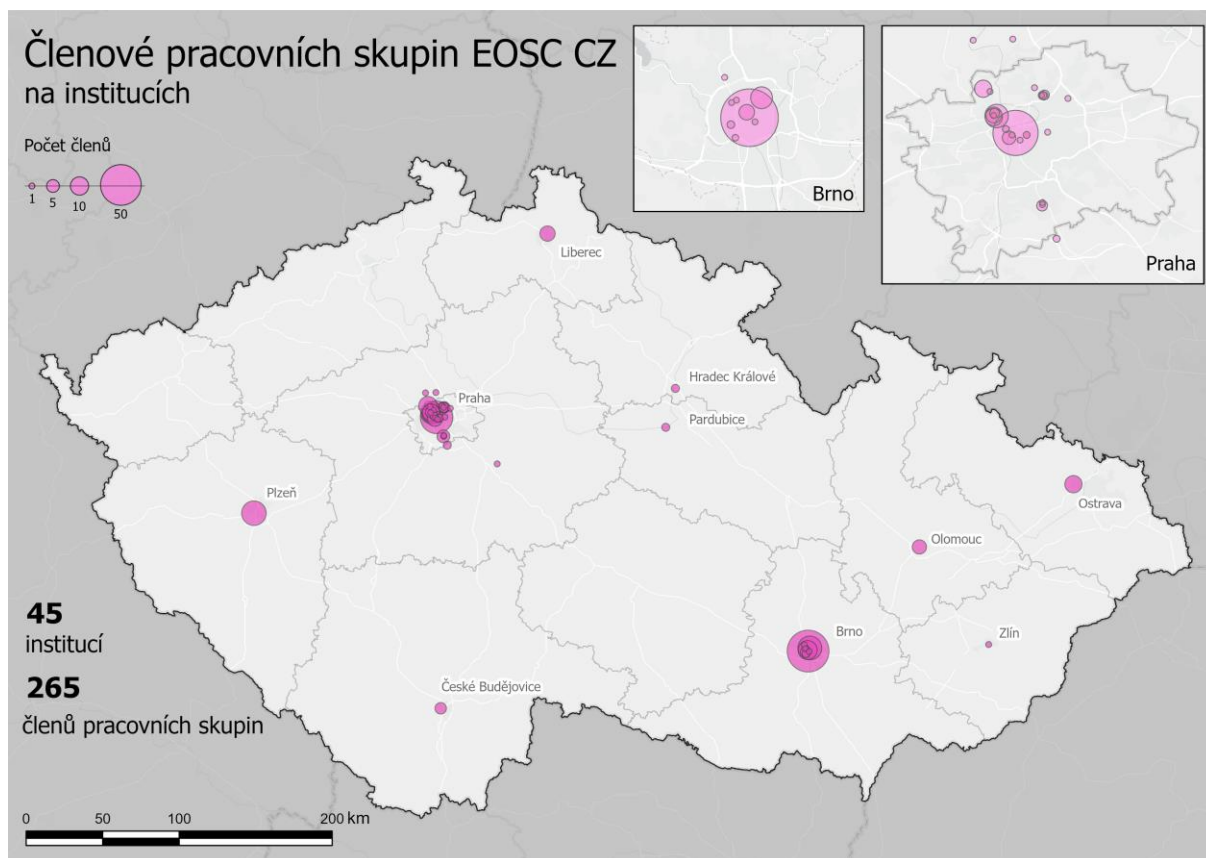 Členové pracovních skupin EOSC CZ
na institucích
Počet členů
1 5 10 50
Brno
Praha
Liberec
Hradec Králové
Praha
Pardubice
Plzeň
Ostrava
Olomouc
Brno
Zlín
České Budějovice
45
institucí
265
členů pracovních skupin
0 50 100 200 km